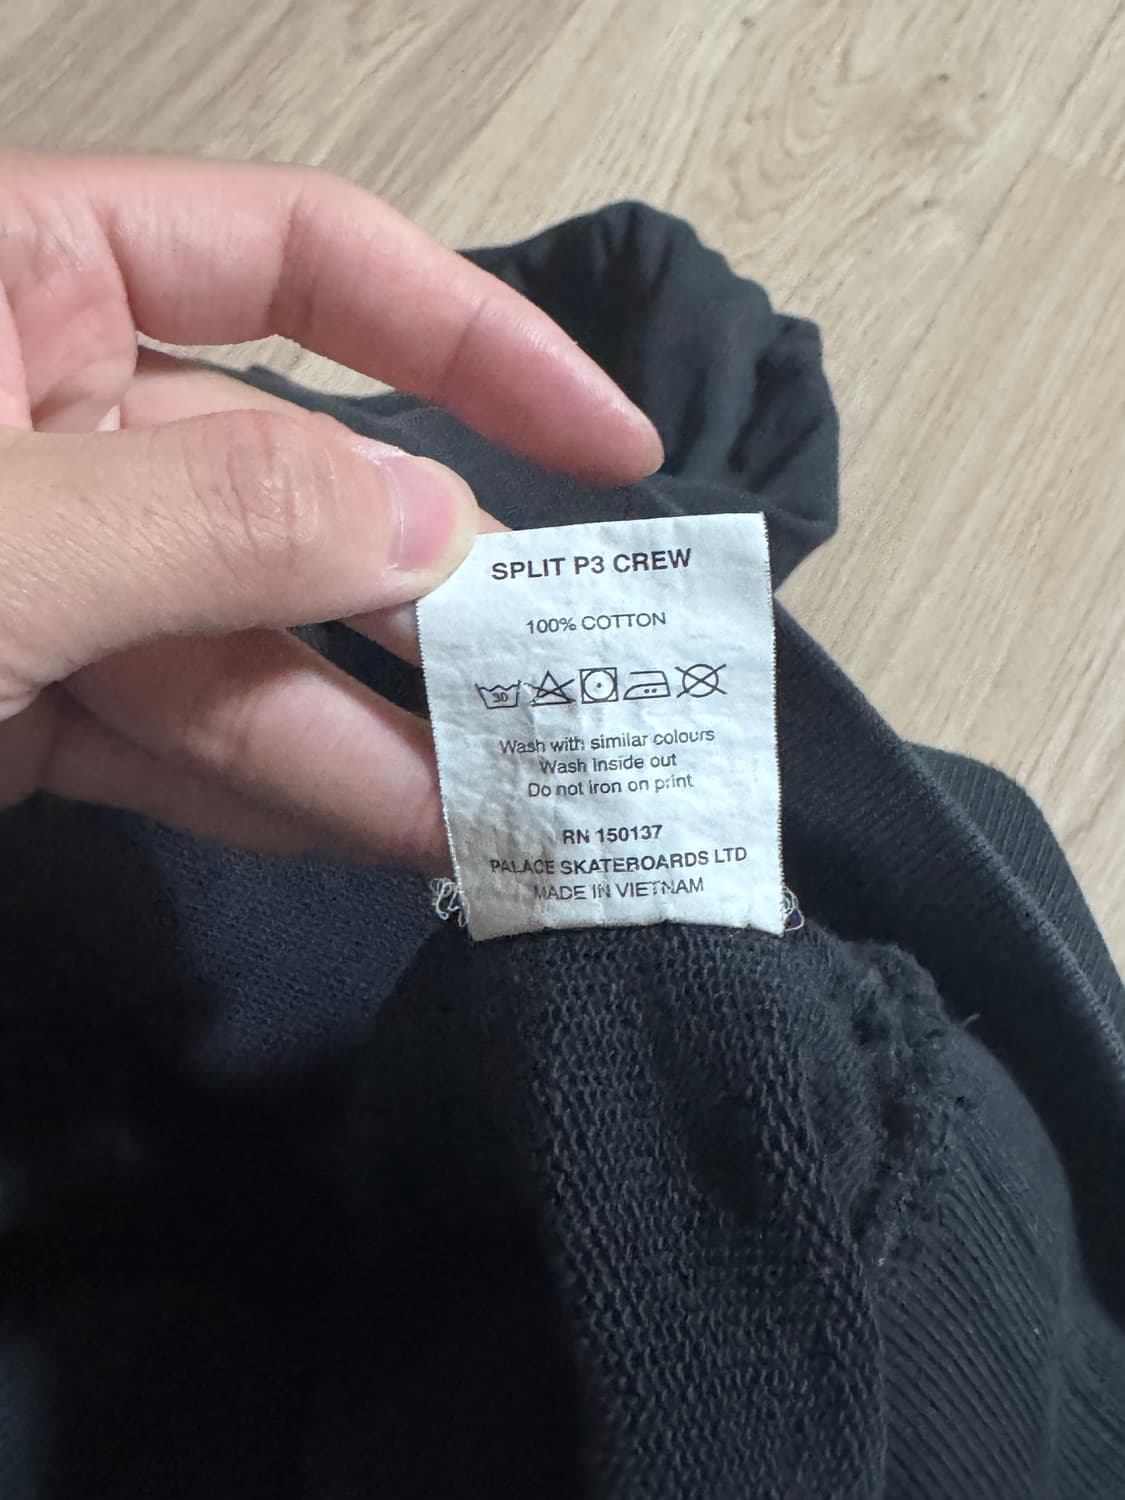 SPLIT P3 CREW
100% COTTON
30
Wash with similar colours
Wash inside out
Do not iron on print
RN 150137
PALACE SKATEBOARDS LTD
MADE IN VIETNAM